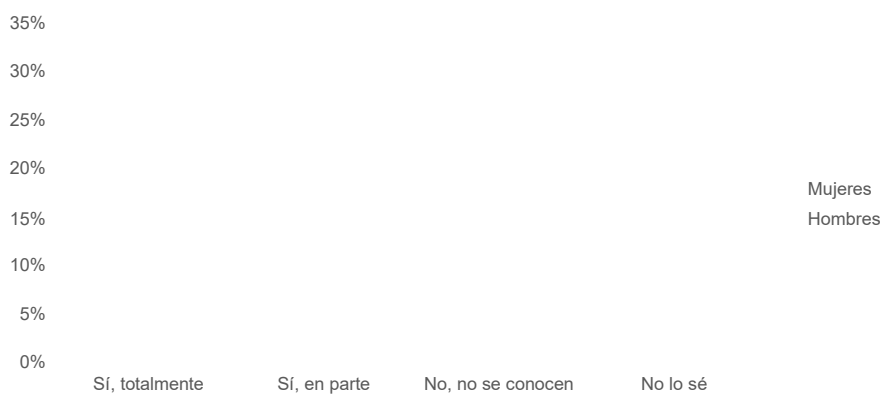 35%
30%
25%
20%
Mujeres
15%
Hombres
10%
5%
0%
Sí, totalmente Sí, en parte No, no se conocen No lo sé